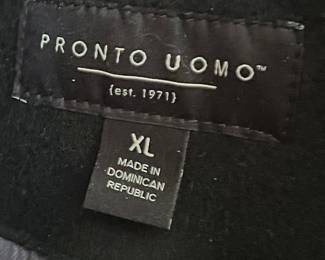 PRONTO UOMO™
{est. 1971}
XL
MADE IN
DOMINICAN
REPUBLIC